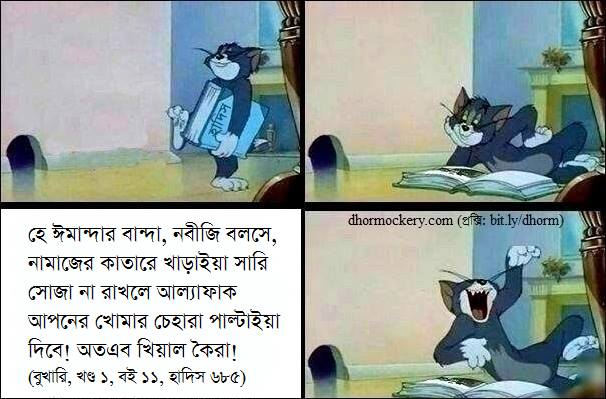 হাদিস
dhormockery.com (প্রক্সি: bit.ly/dhorm)
হে ঈমান্দার বান্দা, নবীজি বলসে,
নামাজের কাতারে খাড়াইয়া সারি
সোজা না রাখলে আল্যাফাক
আপনের খোমার চেহারা পাল্টাইয়া
দিবে! অতএব খিয়াল কৈরা!
(বুখারি, খণ্ড ১, বই ১১, হাদিস ৬৮৫)